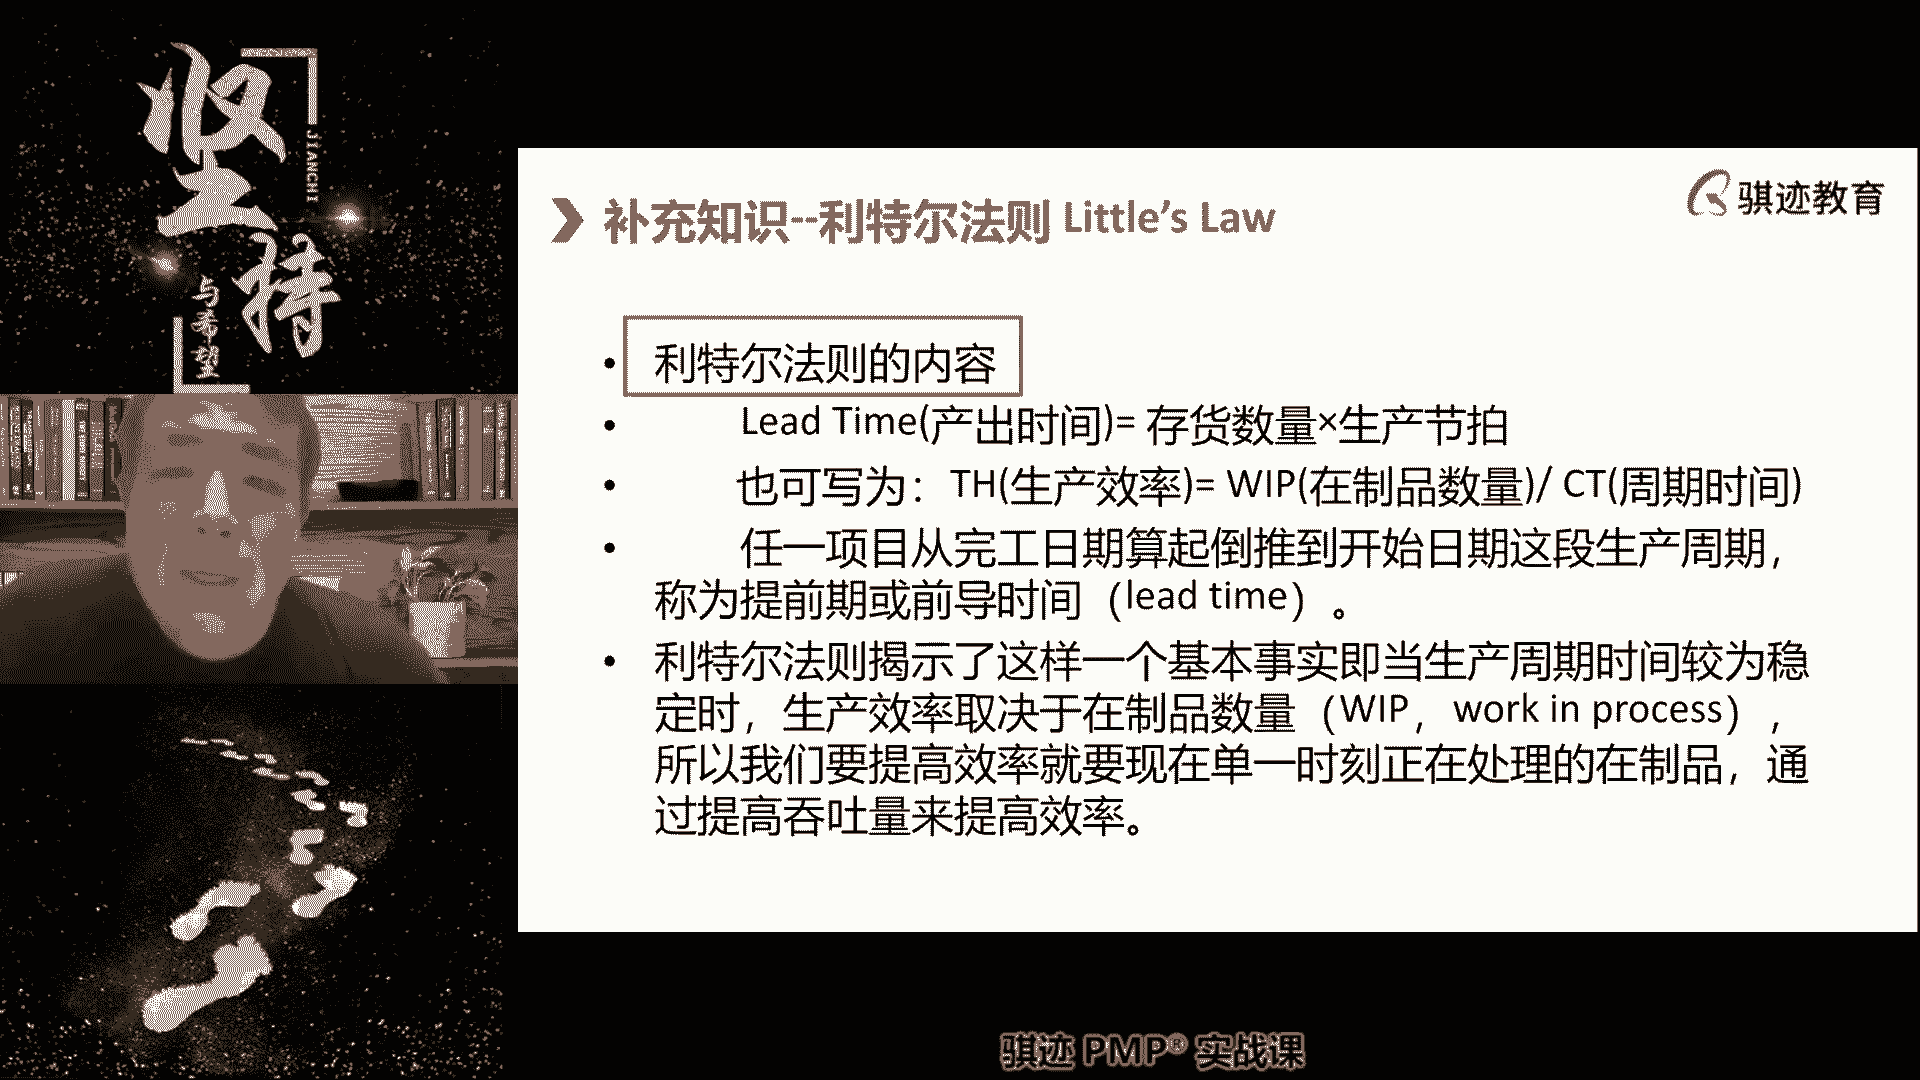 坚持
JIANCHI
与希望
骐迹教育
补充知识--利特尔法则 Little's Law
• 利特尔法则的内容
• Lead Time(产出时间)= 存货数量×生产节拍
• 也可写为：TH(生产效率)= WIP(在制品数量)/ CT(周期时间)
• 任一项目从完工日期算起倒推到开始日期这段生产周期，
称为提前期或前导时间（lead time）。
• 利特尔法则揭示了这样一个基本事实即当生产周期时间较为稳
定时，生产效率取决于在制品数量（WIP，work in process），
所以我们要提高效率就要现在单一时刻正在处理的在制品，通
过提高吞吐量来提高效率。
骐迹 PMP® 实战课